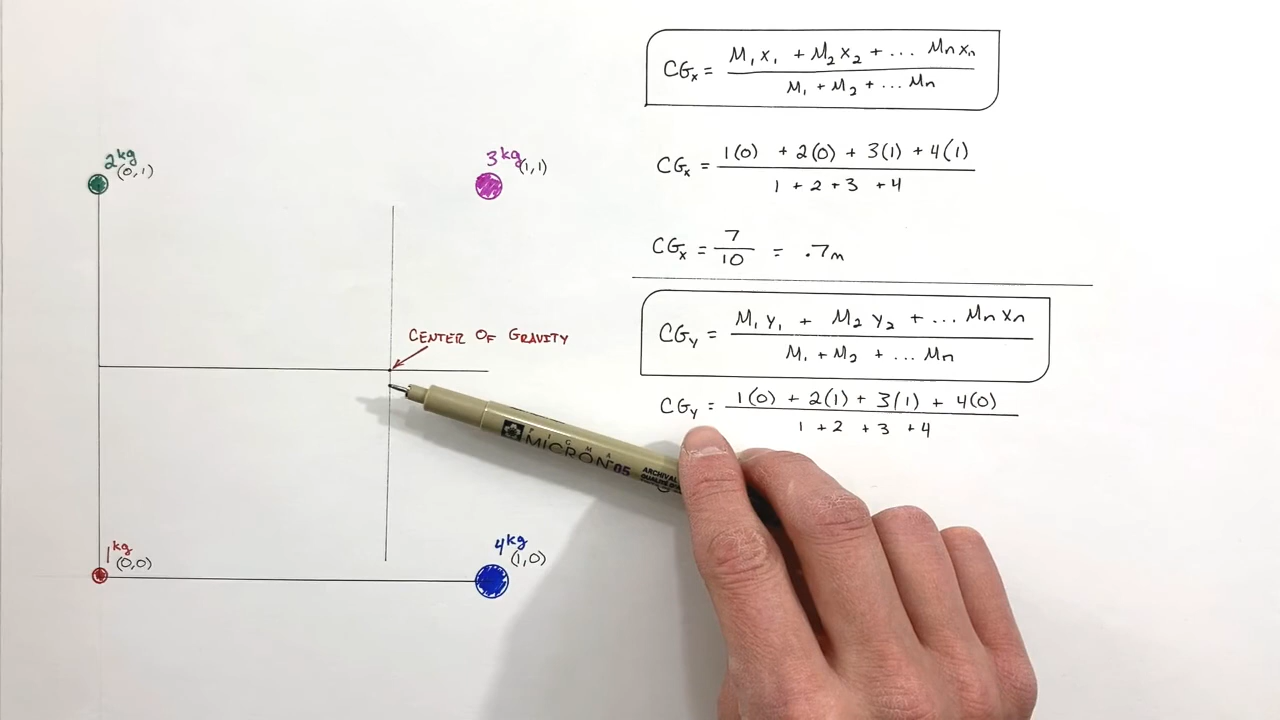 2kg
(0,1)
3kg
(1,1)
CENTER OF GRAVITY
1kg
(0,0)
4kg
(1,0)
CGx = M1x1 + M2x2 + ... Mnxn
M1 + M2 + ... Mn
CGx = 1(0) + 2(0) + 3(1) + 4(1)
1 + 2 + 3 + 4
CGx = 7
10
= .7m
CGy = M1y1 + M2y2 + ... Mnxn
M1 + M2 + ... Mn
CGy = 1(0) + 2(1) + 3(1) + 4(0)
1 + 2 + 3 + 4
PIGMA
MICRON 05
ARCHIVAL